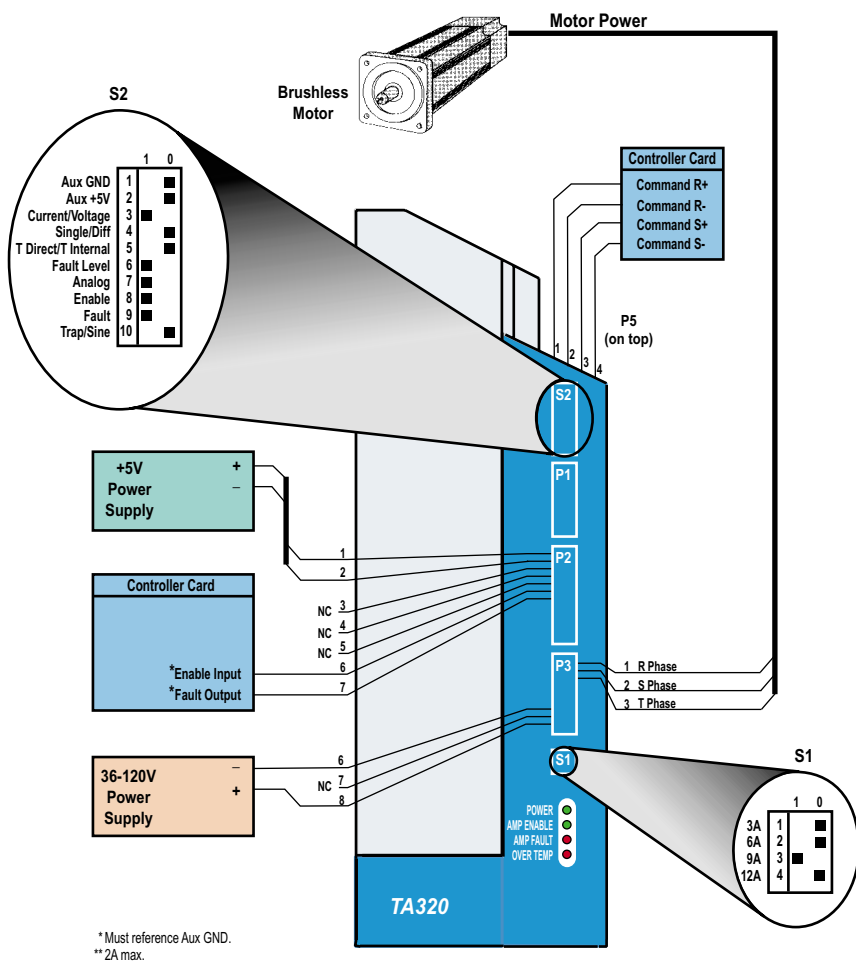 Motor Power
Brushless
Motor
S2
1 0
Aux GND 1
Aux +5V 2
Current/Voltage 3
Single/Diff 4
T Direct/T Internal 5
Fault Level 6
Analog 7
Enable 8
Fault 9
Trap/Sine 10
Controller Card
Command R+
Command R-
Command S+
Command S-
P5
(on top)
1
2
3
4
S2
P1
+5V
Power
Supply
+
–
1
2
P2
Controller Card
*Enable Input
*Fault Output
NC 3
NC 4
NC 5
6
7
P3
1 R Phase
2 S Phase
3 T Phase
36-120V
Power
Supply
–
+
6
NC 7
8
S1
S1
1 0
3A 1
6A 2
9A 3
12A 4
POWER
AMP ENABLE
AMP FAULT
OVER TEMP
TA320
* Must reference Aux GND.
** 2A max.